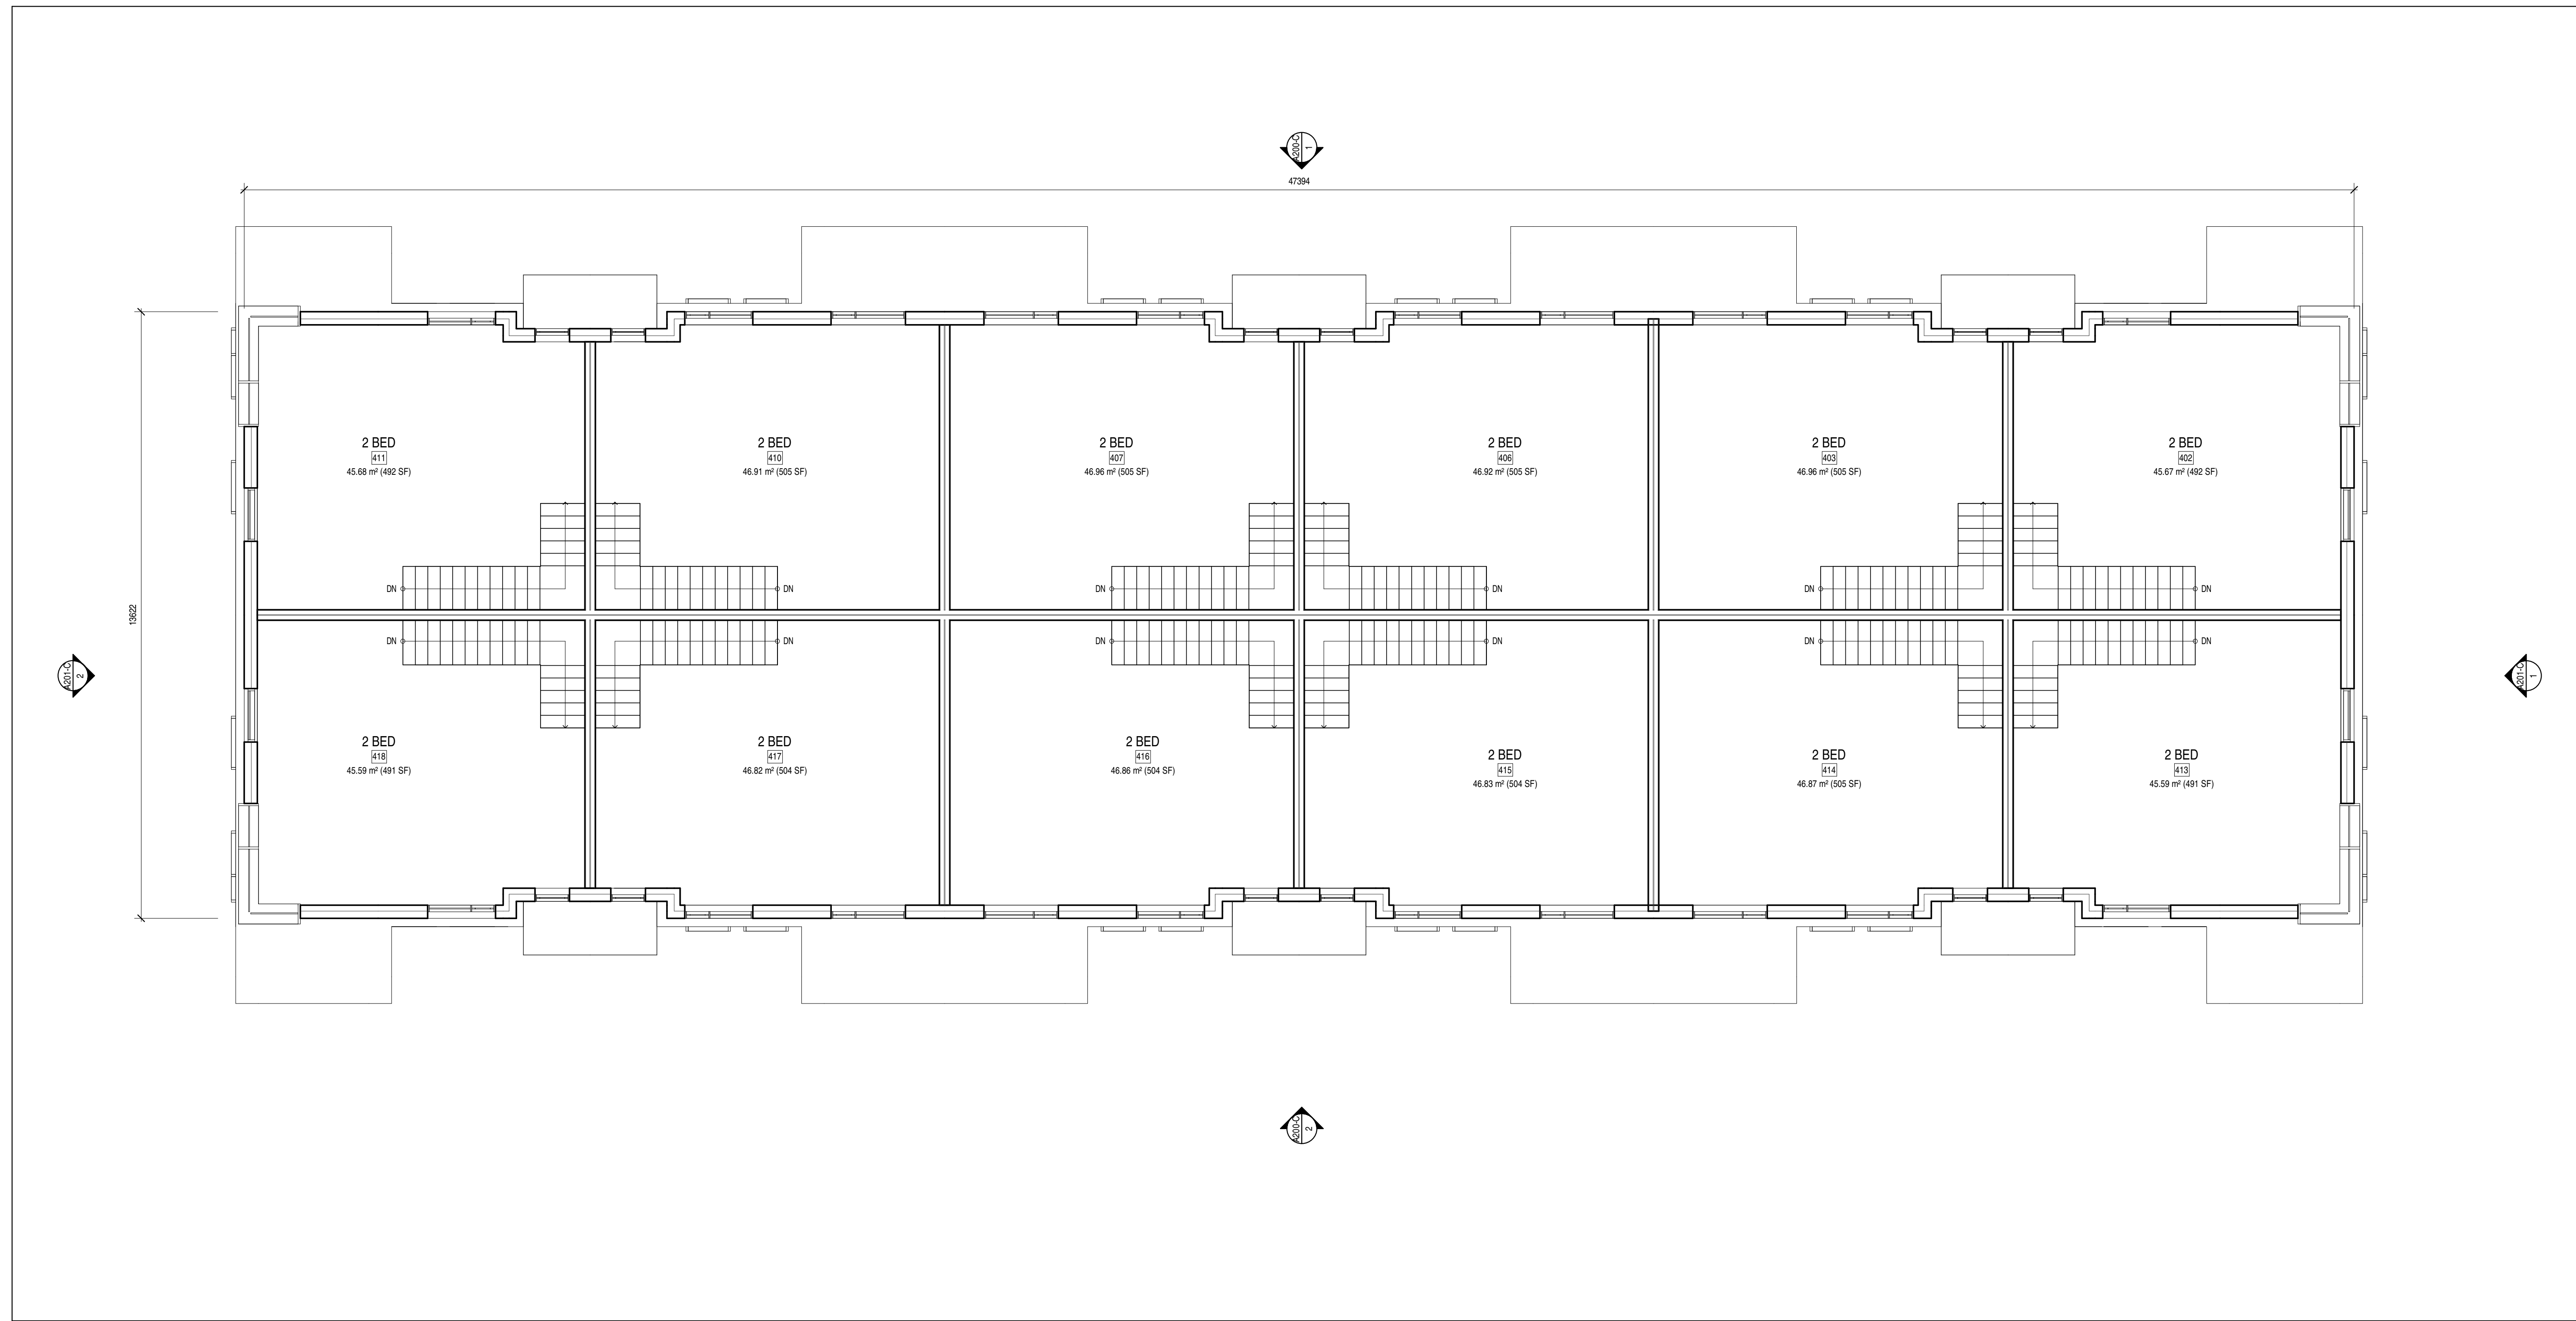 A200-C
1
47394
2 BED
411
45.68 m² (492 SF)
2 BED
410
46.91 m² (505 SF)
2 BED
407
46.96 m² (505 SF)
2 BED
406
46.92 m² (505 SF)
2 BED
403
46.96 m² (505 SF)
2 BED
402
45.67 m² (492 SF)
DN
DN
DN
DN
DN
DN
13622
DN
DN
DN
DN
DN
DN
A201-C
2
A201-C
1
2 BED
418
45.59 m² (491 SF)
2 BED
417
46.82 m² (504 SF)
2 BED
416
46.86 m² (504 SF)
2 BED
415
46.83 m² (504 SF)
2 BED
414
46.87 m² (505 SF)
2 BED
413
45.59 m² (491 SF)
A200-C
2